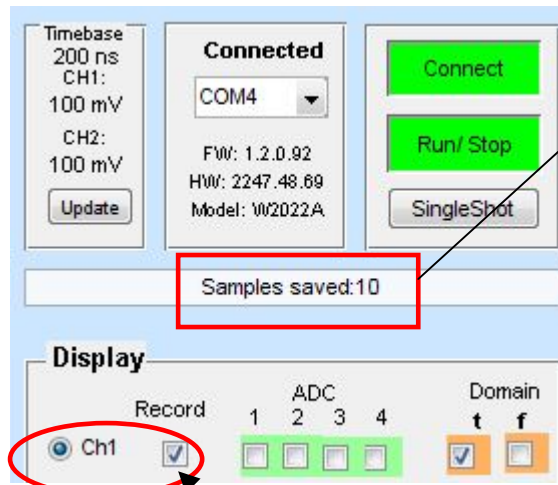 Timebase
200 ns
CH1:
100 mV
CH2:
100 mV
Update
Connected
COM4
FW: 1.2.0.92
HW: 2247.48.69
Model: W2022A
Connect
Run/ Stop
SingleShot
Samples saved:10
Display
Record
ADC
1 2 3 4
Domain
t f
Ch1